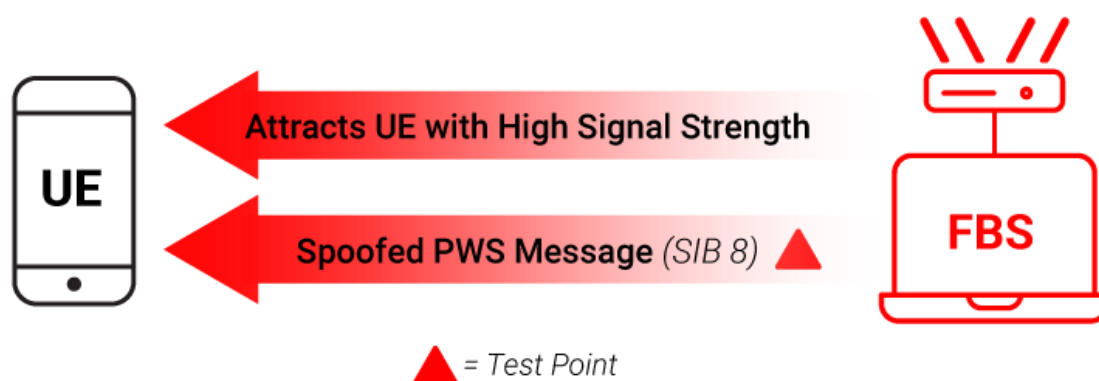 Attracts UE with High Signal Strength
UE
FBS
Spoofed PWS Message (SIB 8)
= Test Point